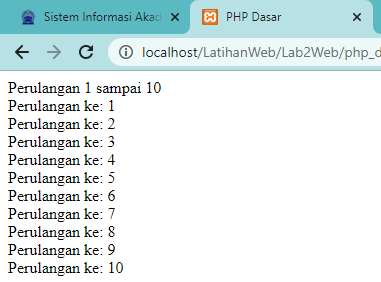 Sistem Informasi Akad
PHP Dasar
localhost/LatihanWeb/Lab2Web/php_d
Perulangan 1 sampai 10
Perulangan ke: 1
Perulangan ke: 2
Perulangan ke: 3
Perulangan ke: 4
Perulangan ke: 5
Perulangan ke: 6
Perulangan ke: 7
Perulangan ke: 8
Perulangan ke: 9
Perulangan ke: 10